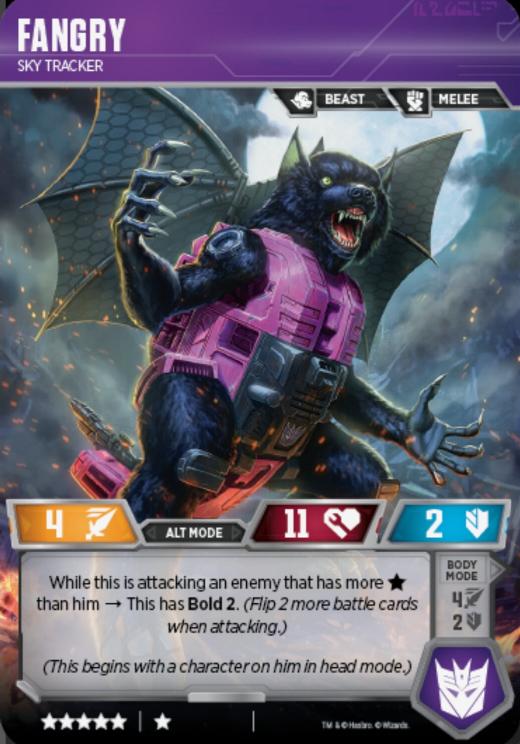 FANGRY
SKY TRACKER
BEAST MELEE
4 ALT MODE 11 2
While this is attacking an enemy that has more ★
than him → This has Bold 2. (Flip 2 more battle cards
when attacking.)
(This begins with a character on him in head mode.)
BODY
MODE
4
2
★★★★★ | ★ |
TM & © Hasbro. © Wizards.